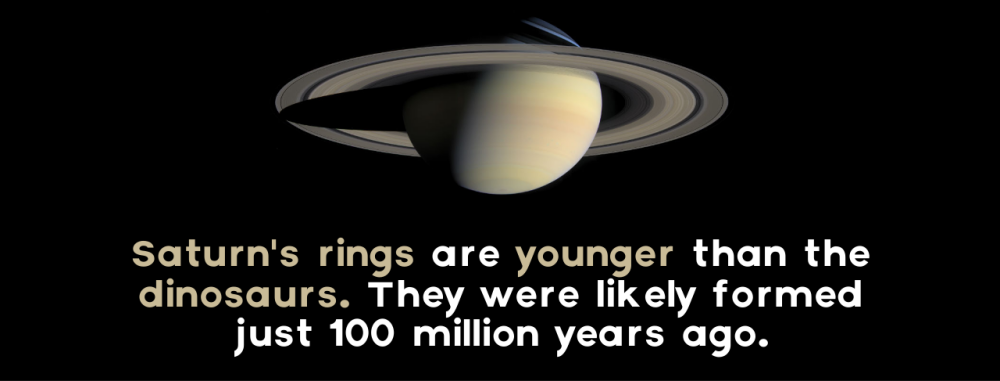 Saturn's rings are younger than the
dinosaurs. They were likely formed
just 100 million years ago.